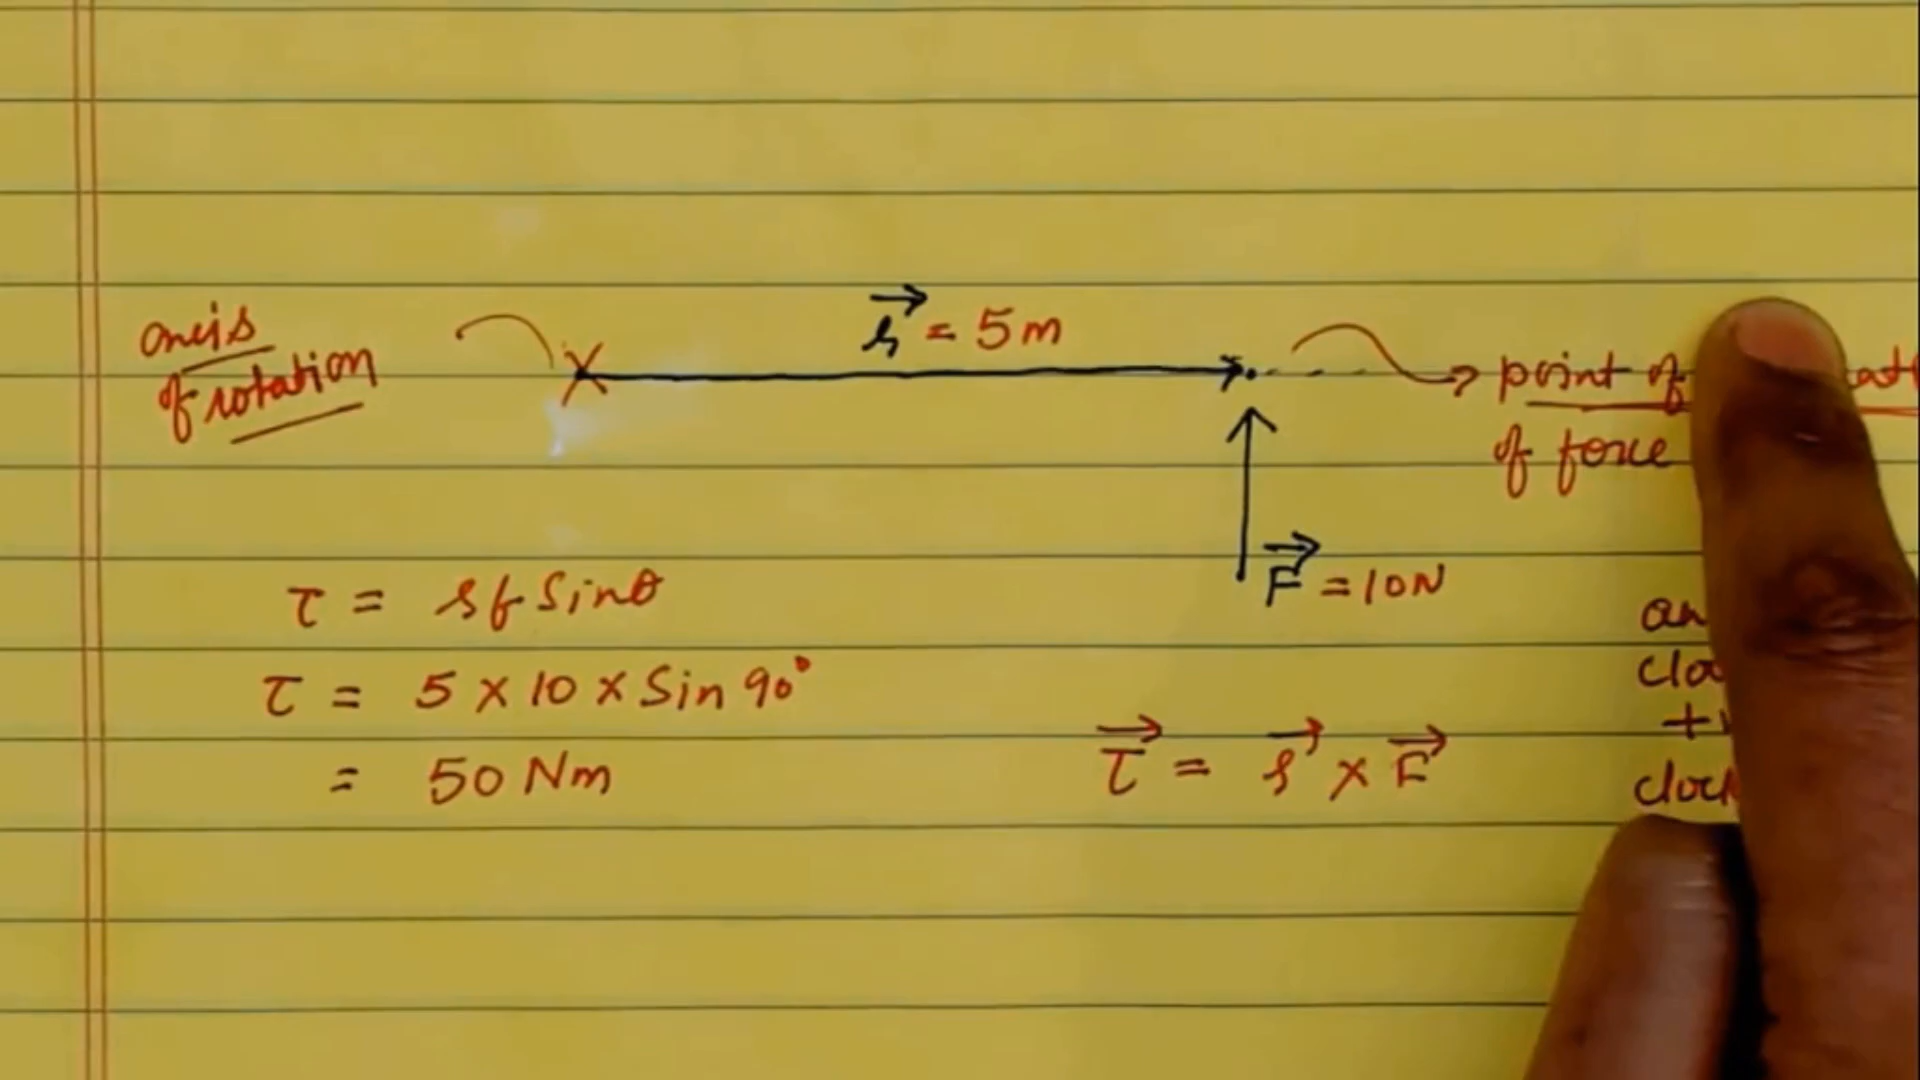 axis
of rotation
r⃗ = 5m
point of
of force
F⃗ = 10N
τ = rf Sinθ
τ = 5 × 10 × Sin 90°
= 50 Nm
τ⃗ = r⃗ × F⃗